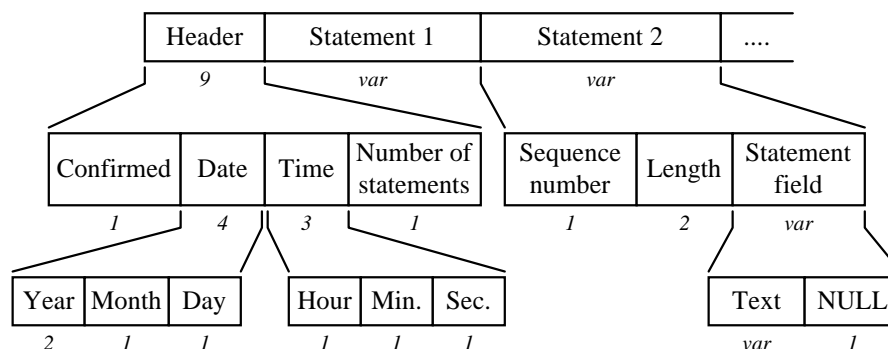 Header Statement 1 Statement 2 ....
9 var var
Confirmed Date Time Number of statements Sequence number Length Statement field
1 4 3 1 1 2 var
Year Month Day Hour Min. Sec. Text NULL
2 1 1 1 1 1 var 1